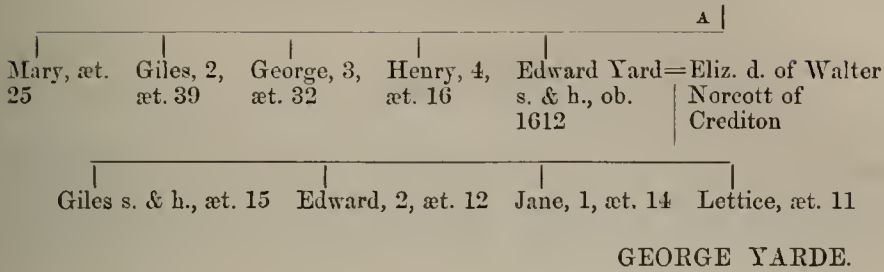 A
Mary, æt. Giles, 2, George, 3, Henry, 4, Edward Yard=Eliz. d. of Walter
25 æt. 39 æt. 32 æt. 16 s. & h., ob. Norcott of
1612 Crediton
Giles s. & h., æt. 15 Edward, 2, æt. 12 Jane, 1, æt. 14 Lettice, æt. 11
GEORGE YARDE.